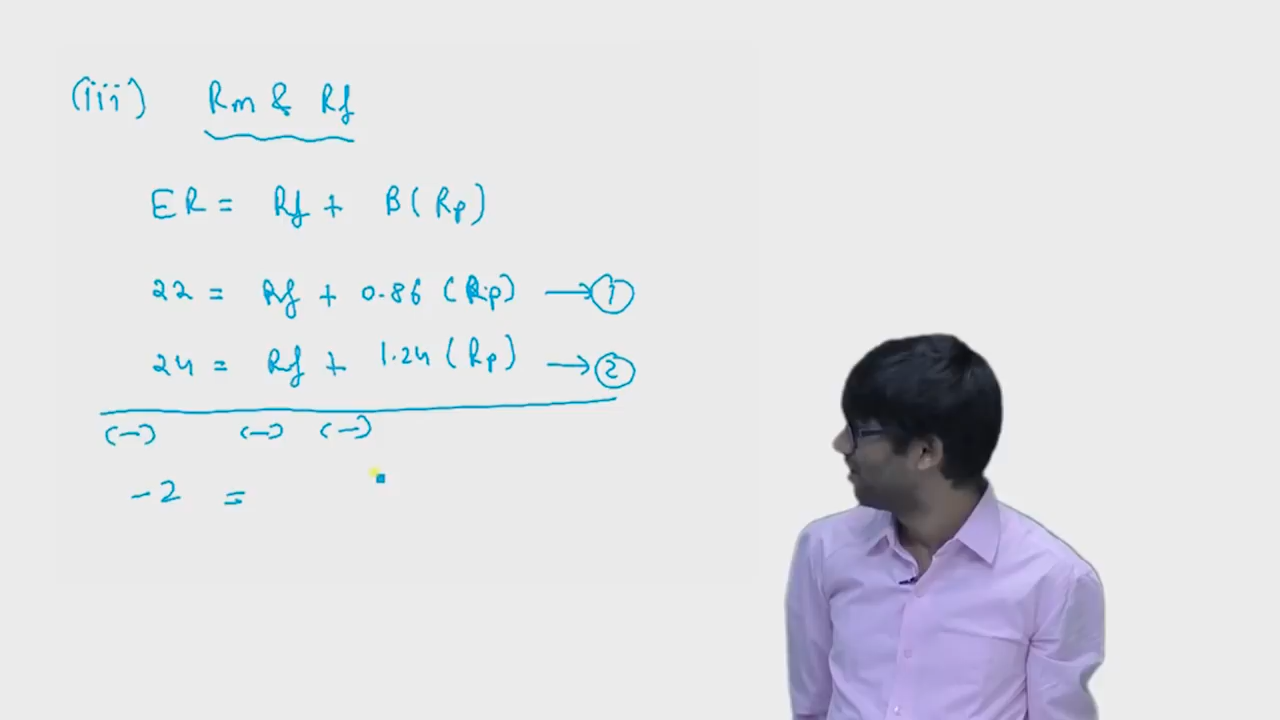 (iii) Rm & Rf
ER = Rf + B(Rp)
22 = Rf + 0.86 (Rp) → 1
24 = Rf + 1.24 (Rp) → 2
(-) (-) (-)
-2 =